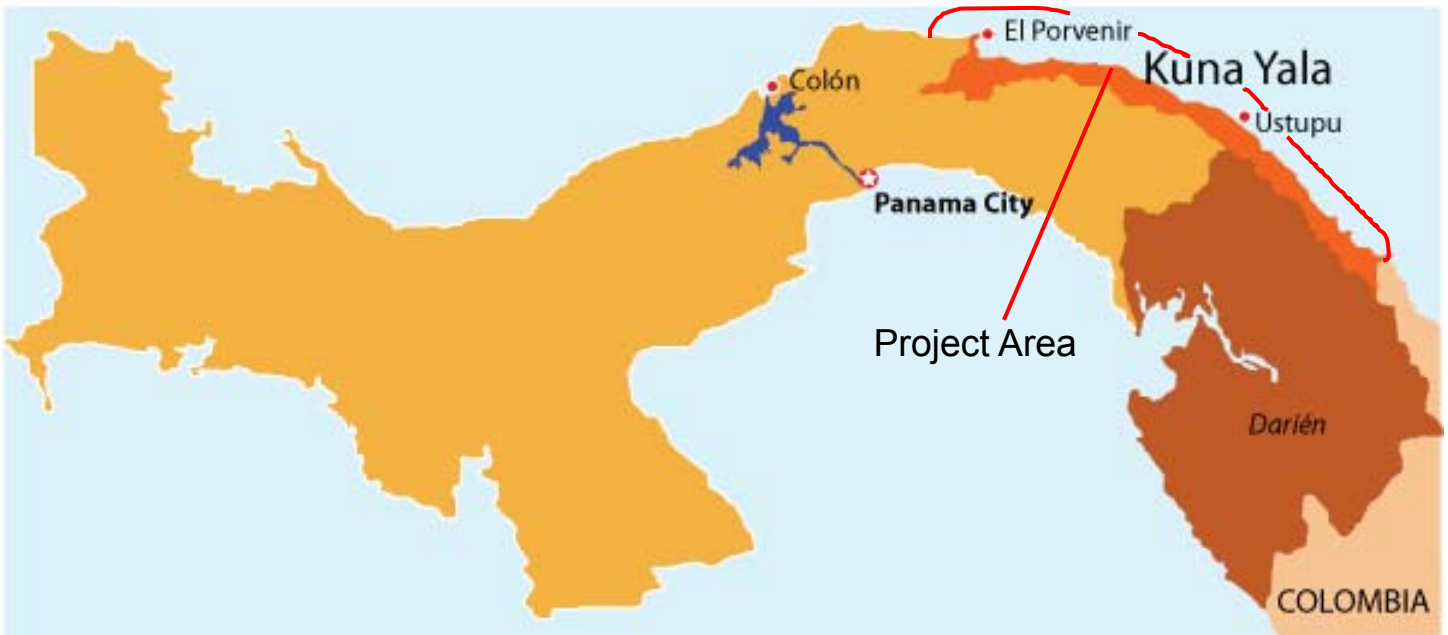 El Porvenir
Kuna Yala
Colón
Ustupu
Panama City
Project Area
Darién
COLOMBIA